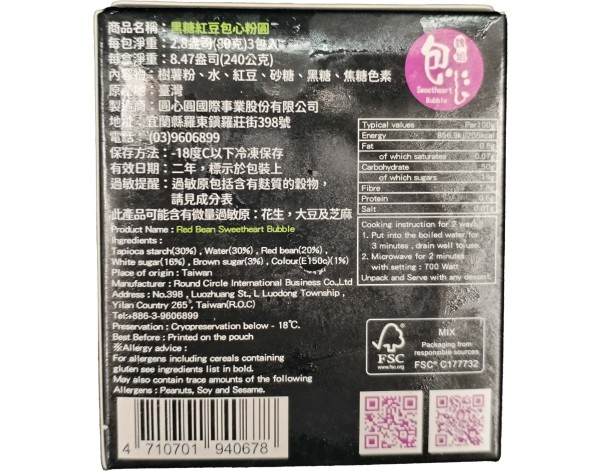 商品名稱：黑糖紅豆包心粉圓
每包淨重：2.8盎司(80克)3包入
每盒淨重：8.47盎司(240公克)
內容物：樹薯粉、水、紅豆、砂糖、黑糖、焦糖色素
原產地：臺灣
製造商：圓心圓國際事業股份有限公司
地址：宜蘭縣羅東鎮羅莊街398號
電話：(03)9606899
保存方法：-18度C以下冷凍保存
有效日期：二年，標示於包裝上
過敏提醒：過敏原包括含有麩質的穀物，
請見成分表
此產品可能含有微量過敏原：花生，大豆及芝麻
Product Name : Red Bean Sweetheart Bubble
Ingredients :
Tapioca starch(30%) , Water(30%) , Red bean(20%) ,
White sugar(16%) , Brown sugar(3%) , Colour(E150c)(1%)
Place of origin : Taiwan
Manufacturer : Round Circle International Business Co.,Ltd
Address : No.398 , Luozhuang St., L Luodong Township ,
Yilan Country 265 , Taiwan(R.O.C)
Tel:+886-3-9606899
Preservation : Cryopreservation below - 18℃.
Best Before : Printed on the pouch
※Allergy advice :
For allergens including cereals containing
gluten see ingredients list in bold.
May also contain trace amounts of the following
Allergens : Peanuts, Soy and Sesame.
4 710701 940678
包心
Sweetheart
Bubble
Typical values Per100g
Energy
Fat
of which saturates
Carbohydrate
of which sugars
Fibre
Protein
Salt
Cooking instruction for 2 ways
1. Put into the boiled water for
3 minutes , drain well to use.
2. Microwave for 2 minutes
with setting : 700 Watt
Unpack and Serve with any dessert
FSC
www.fsc.org
MIX
Packaging from
responsible sources
FSC® C177732